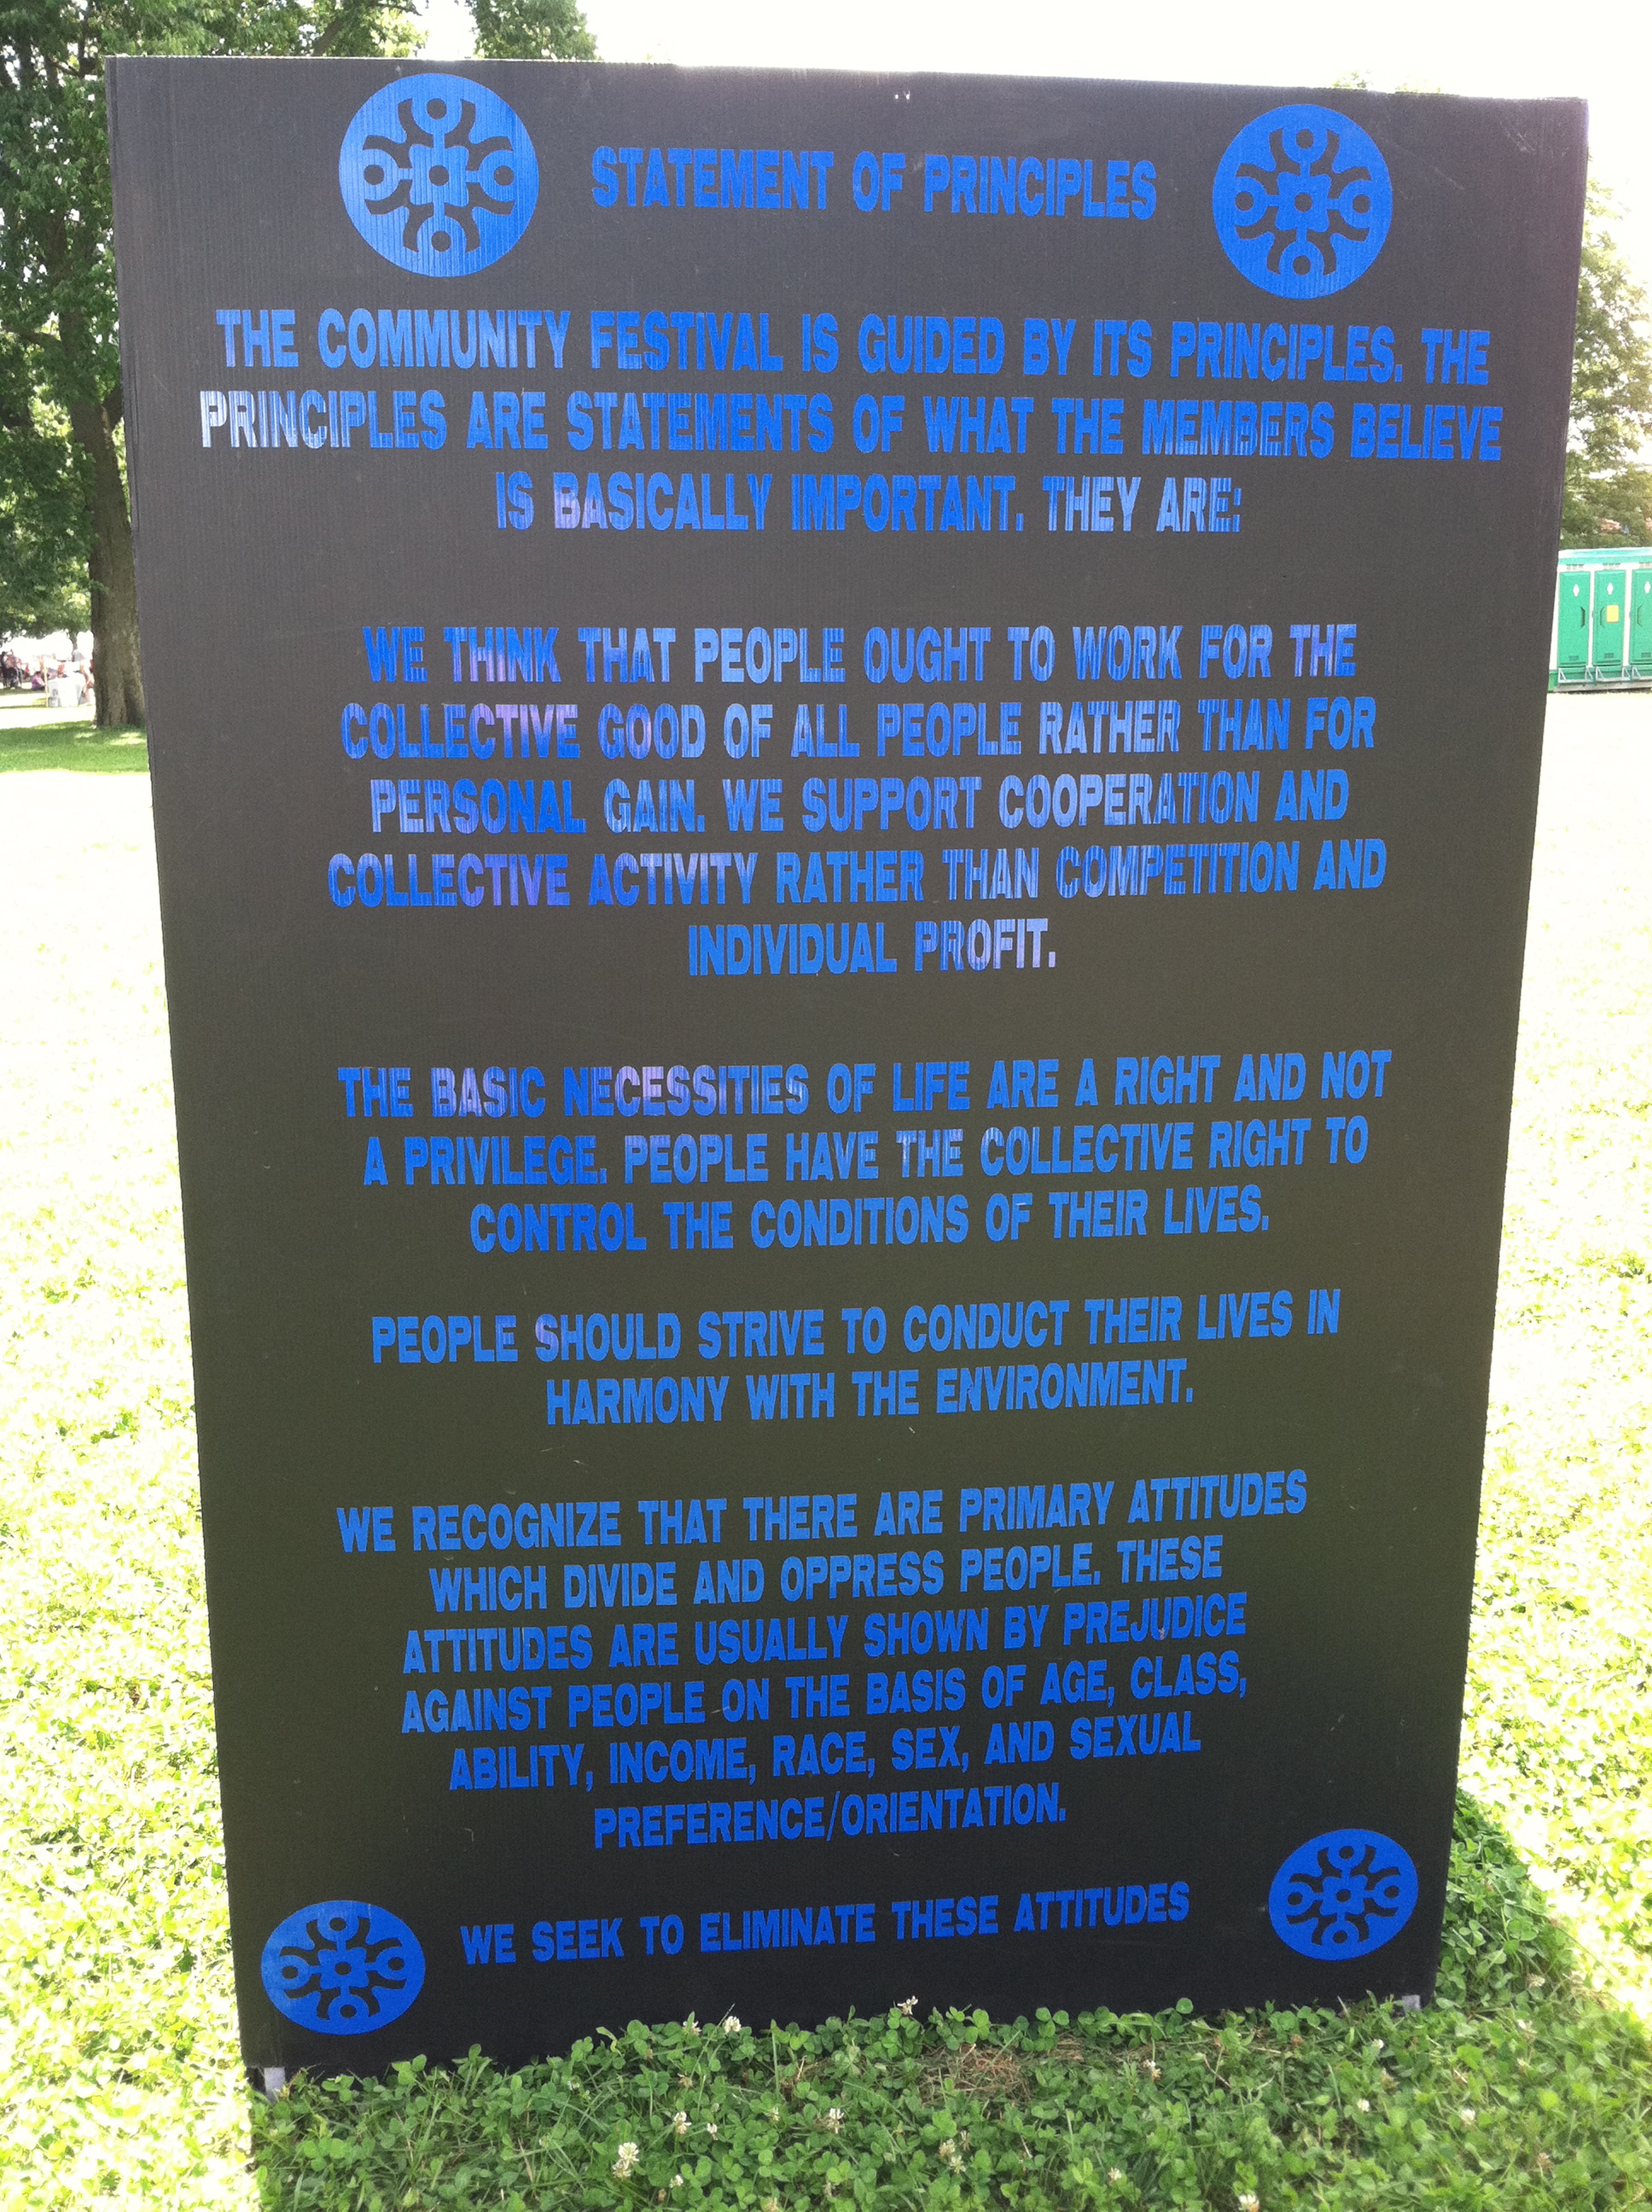 STATEMENT OF PRINCIPLES
THE COMMUNITY FESTIVAL IS GUIDED BY ITS PRINCIPLES. THE
PRINCIPLES ARE STATEMENTS OF WHAT THE MEMBERS BELIEVE
IS BASICALLY IMPORTANT. THEY ARE:
WE THINK THAT PEOPLE OUGHT TO WORK FOR THE
COLLECTIVE GOOD OF ALL PEOPLE RATHER THAN FOR
PERSONAL GAIN. WE SUPPORT COOPERATION AND
COLLECTIVE ACTIVITY RATHER THAN COMPETITION AND
INDIVIDUAL PROFIT.
THE BASIC NECESSITIES OF LIFE ARE A RIGHT AND NOT
A PRIVILEGE. PEOPLE HAVE THE COLLECTIVE RIGHT TO
CONTROL THE CONDITIONS OF THEIR LIVES.
PEOPLE SHOULD STRIVE TO CONDUCT THEIR LIVES IN
HARMONY WITH THE ENVIRONMENT.
WE RECOGNIZE THAT THERE ARE PRIMARY ATTITUDES
WHICH DIVIDE AND OPPRESS PEOPLE. THESE
ATTITUDES ARE USUALLY SHOWN BY PREJUDICE
AGAINST PEOPLE ON THE BASIS OF AGE, CLASS,
ABILITY, INCOME, RACE, SEX, AND SEXUAL
PREFERENCE/ORIENTATION.
WE SEEK TO ELIMINATE THESE ATTITUDES